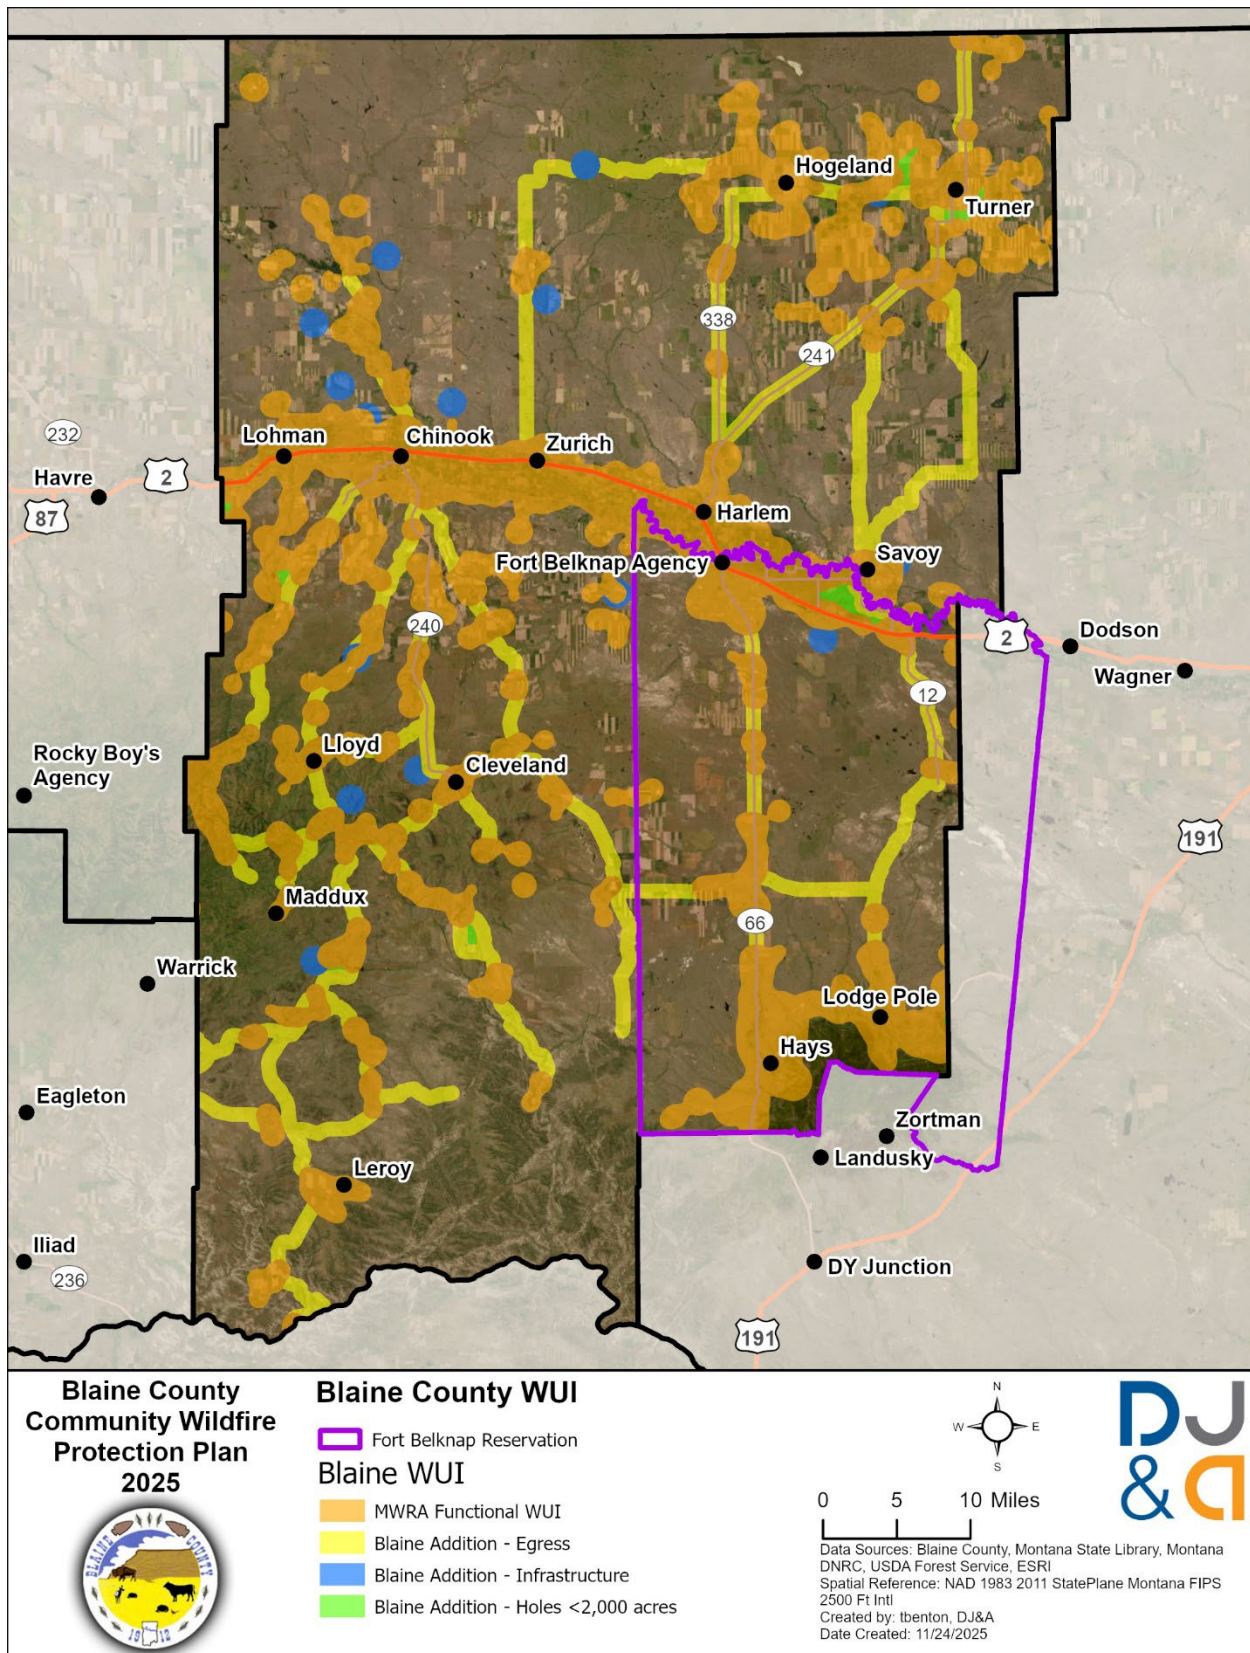 Hogeland
Turner
338
241
232
Lohman
Chinook
Zurich
Havre
2
87
Harlem
Fort Belknap Agency
Savoy
240
2
Dodson
Wagner
12
Rocky Boy's
Agency
Lloyd
Cleveland
191
Maddux
66
Warrick
Lodge Pole
Hays
Eagleton
Zortman
Landusky
Leroy
Iliad
236
DY Junction
191
Blaine County
Community Wildfire
Protection Plan
2025
BLAINE COUNTY
1912
Blaine County WUI
Fort Belknap Reservation
Blaine WUI
MWRA Functional WUI
Blaine Addition - Egress
Blaine Addition - Infrastructure
Blaine Addition - Holes <2,000 acres
N
W E
S
0 5 10 Miles
DJ
&A
Data Sources: Blaine County, Montana State Library, Montana
DNRC, USDA Forest Service, ESRI
Spatial Reference: NAD 1983 2011 StatePlane Montana FIPS
2500 Ft Intl
Created by: tbenton, DJ&A
Date Created: 11/24/2025